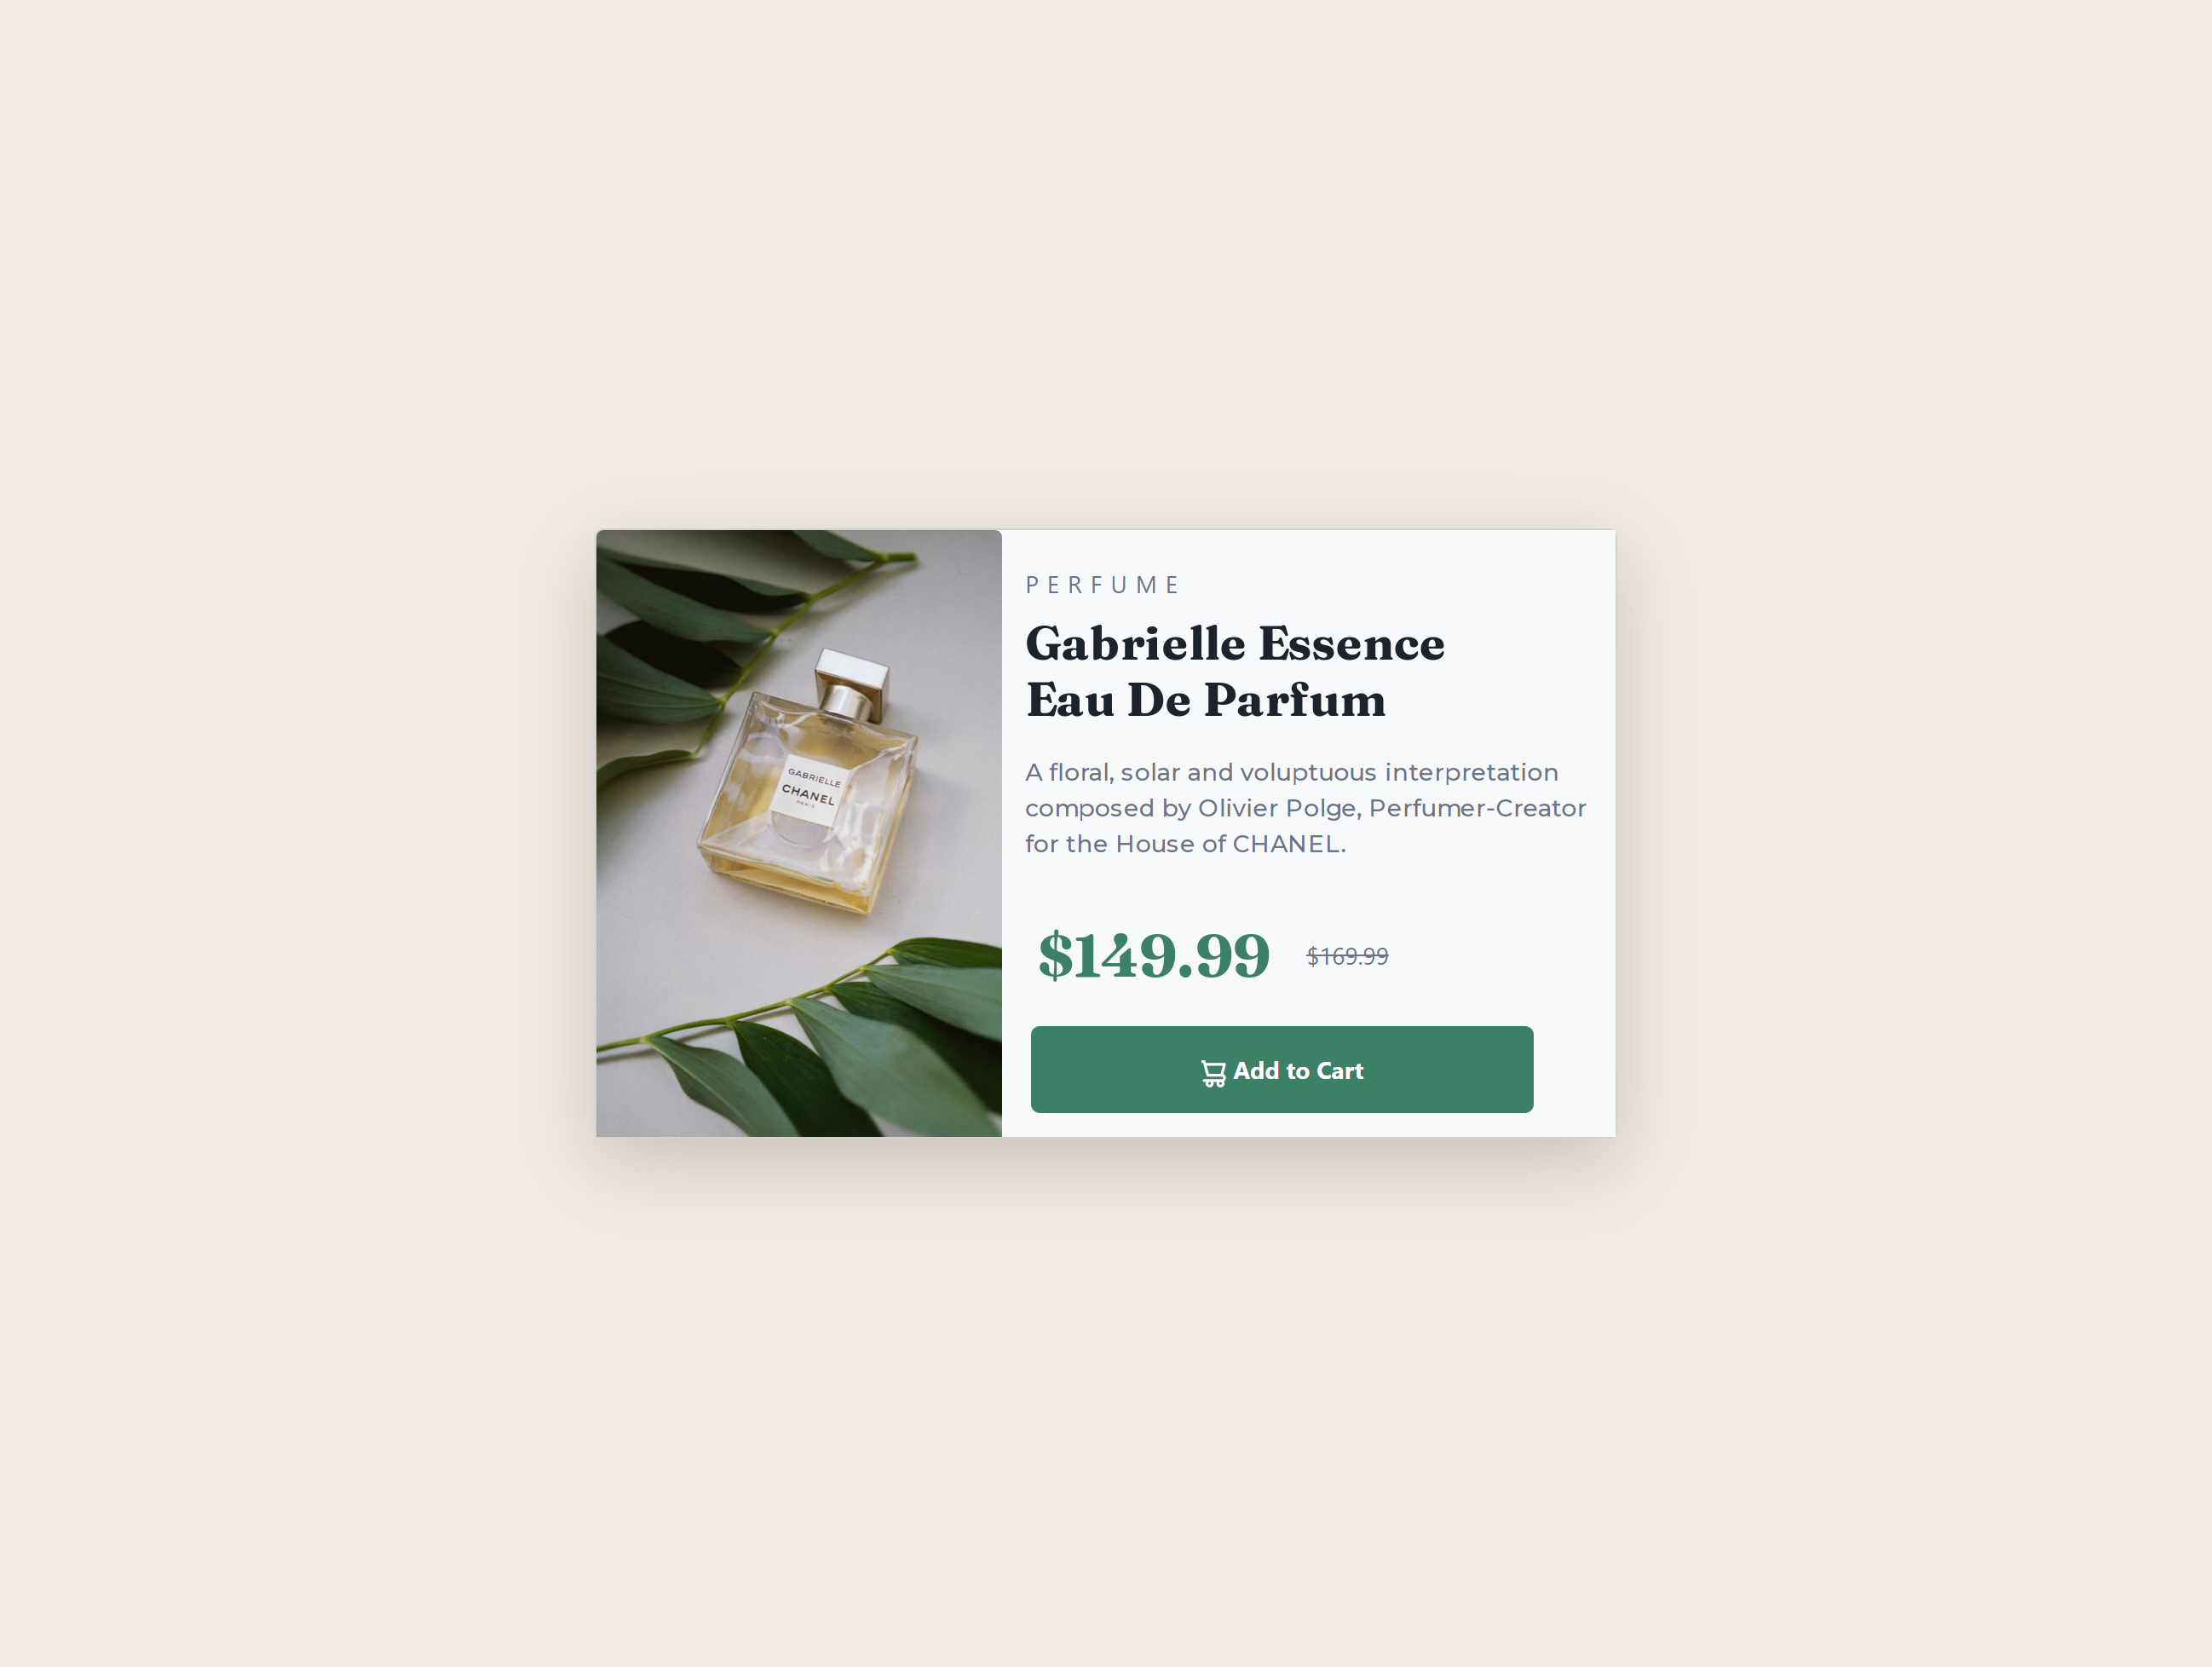 GABRIELLE
CHANEL
PARIS
PERFUME
Gabrielle Essence
Eau De Parfum
A floral, solar and voluptuous interpretation
composed by Olivier Polge, Perfumer-Creator
for the House of CHANEL.
$149.99 $169.99
Add to Cart